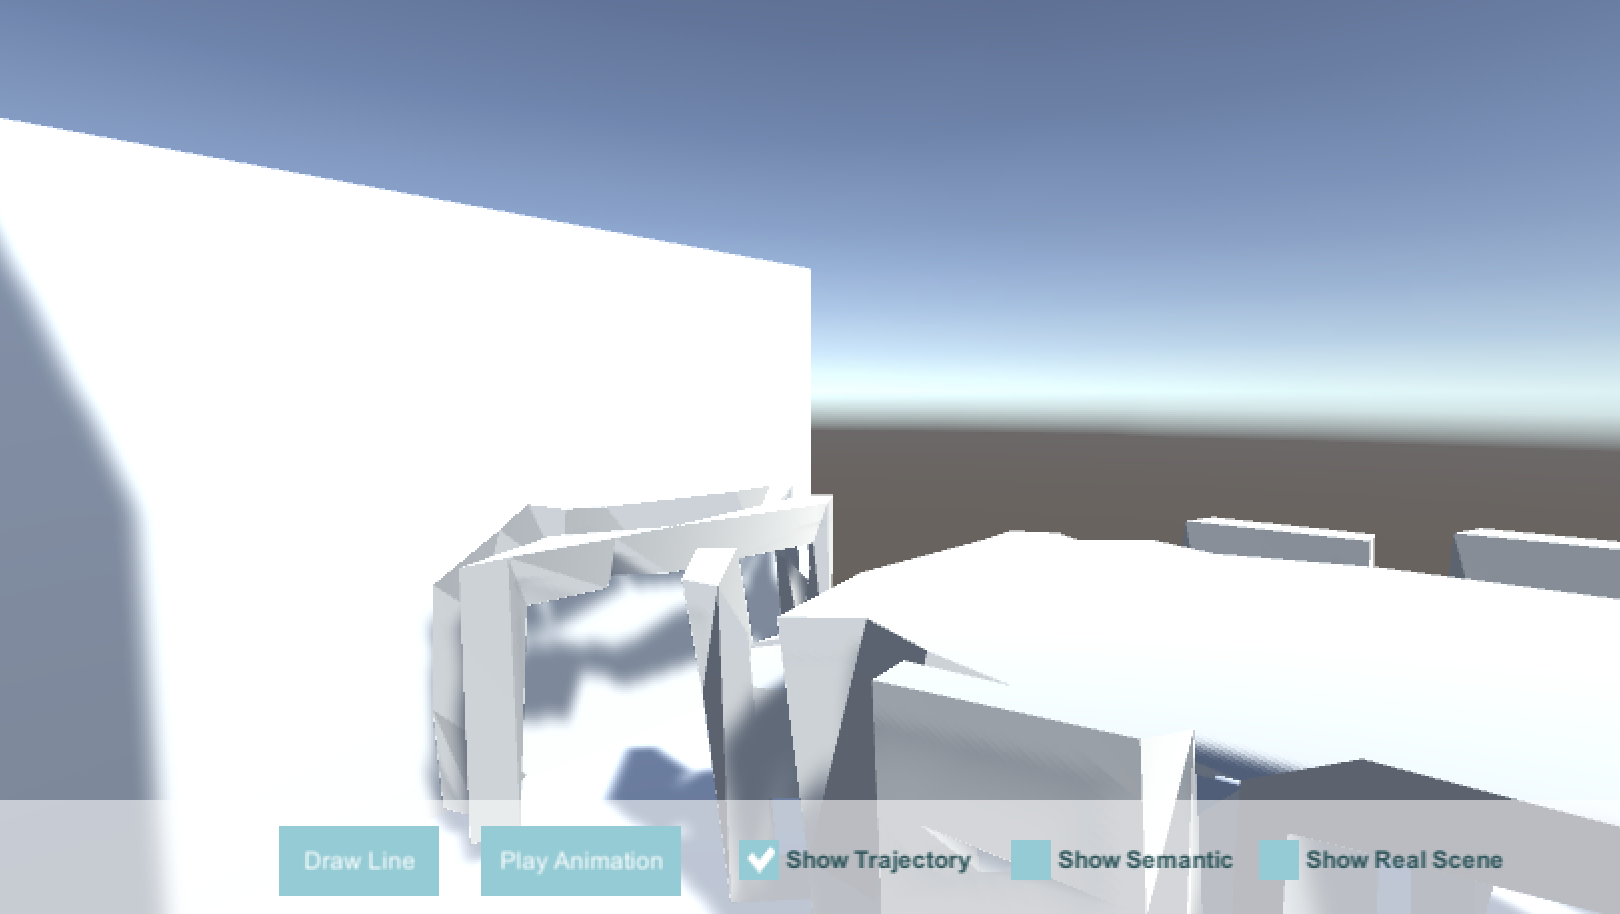 Draw Line
Play Animation
Show Trajectory
Show Semantic
Show Real Scene